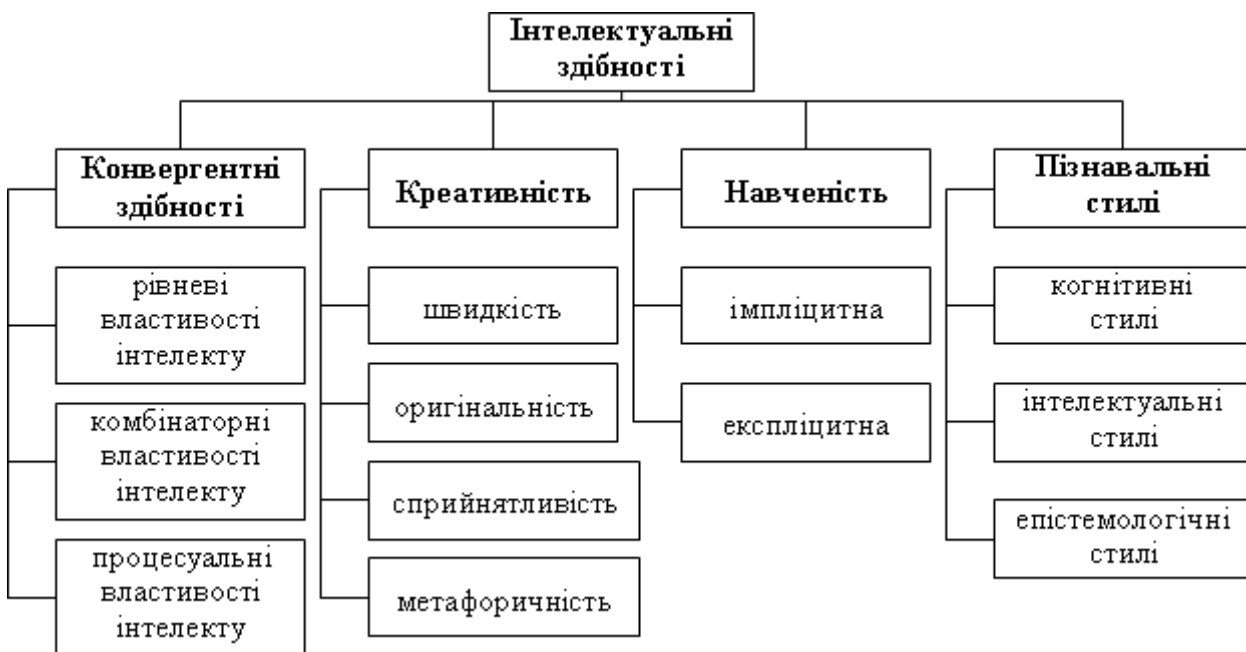 Інтелектуальні
здібності
Конвергентні
здібності
рівневі
властивості
інтелекту
комбінаторні
властивості
інтелекту
процесуальні
властивості
інтелекту
Креативність
швидкість
оригінальність
сприйнятливість
метафоричність
Навченість
імпліцитна
експліцитна
Пізнавальні
стилі
когнітивні
стилі
інтелектуальні
стилі
епістемологічні
стилі